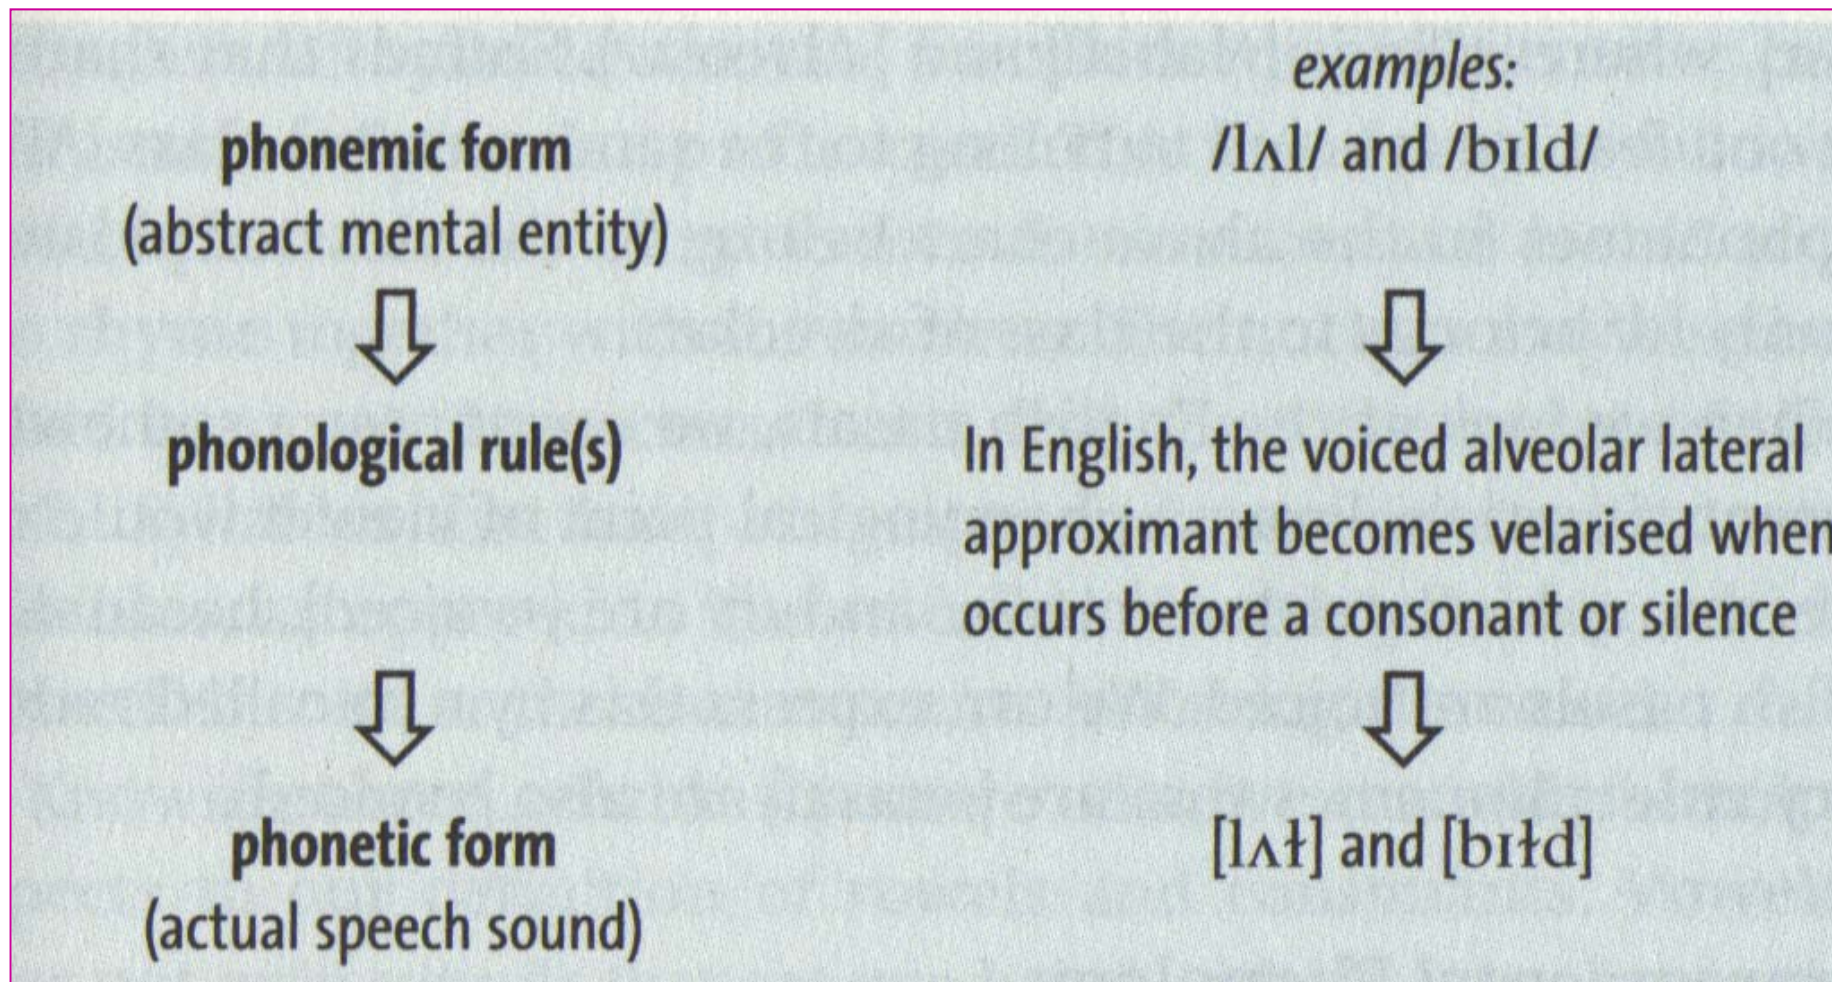 examples:
phonemic form
(abstract mental entity)
/lʌl/ and /bɪld/
phonological rule(s)
In English, the voiced alveolar lateral
approximant becomes velarised when
occurs before a consonant or silence
phonetic form
(actual speech sound)
[lʌɫ] and [bɪɫd]